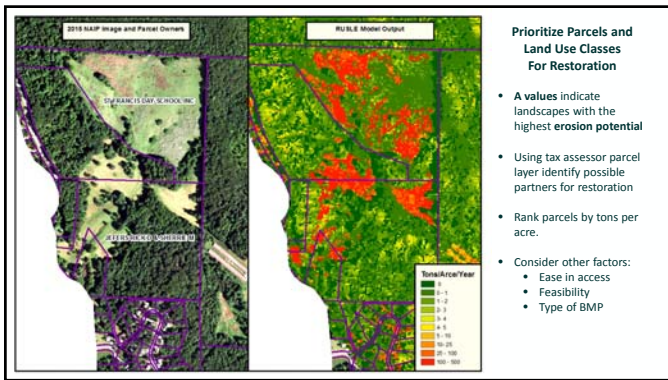 2016 NAIP Image and Parcel Owners
RUSLE Model Output
ST FRANCIS DAY SCHOOL INC
Tons/Arce/Year
0
0 - 1
1 - 2
2 - 3
3 - 4
4 - 5
5 - 10
10 - 25
25 - 100
100 - 500
Prioritize Parcels and
Land Use Classes
For Restoration
• A values indicate
landscapes with the
highest erosion potential
• Using tax assessor parcel
layer identify possible
partners for restoration
• Rank parcels by tons per
acre.
• Consider other factors:
• Ease in access
• Feasibility
• Type of BMP